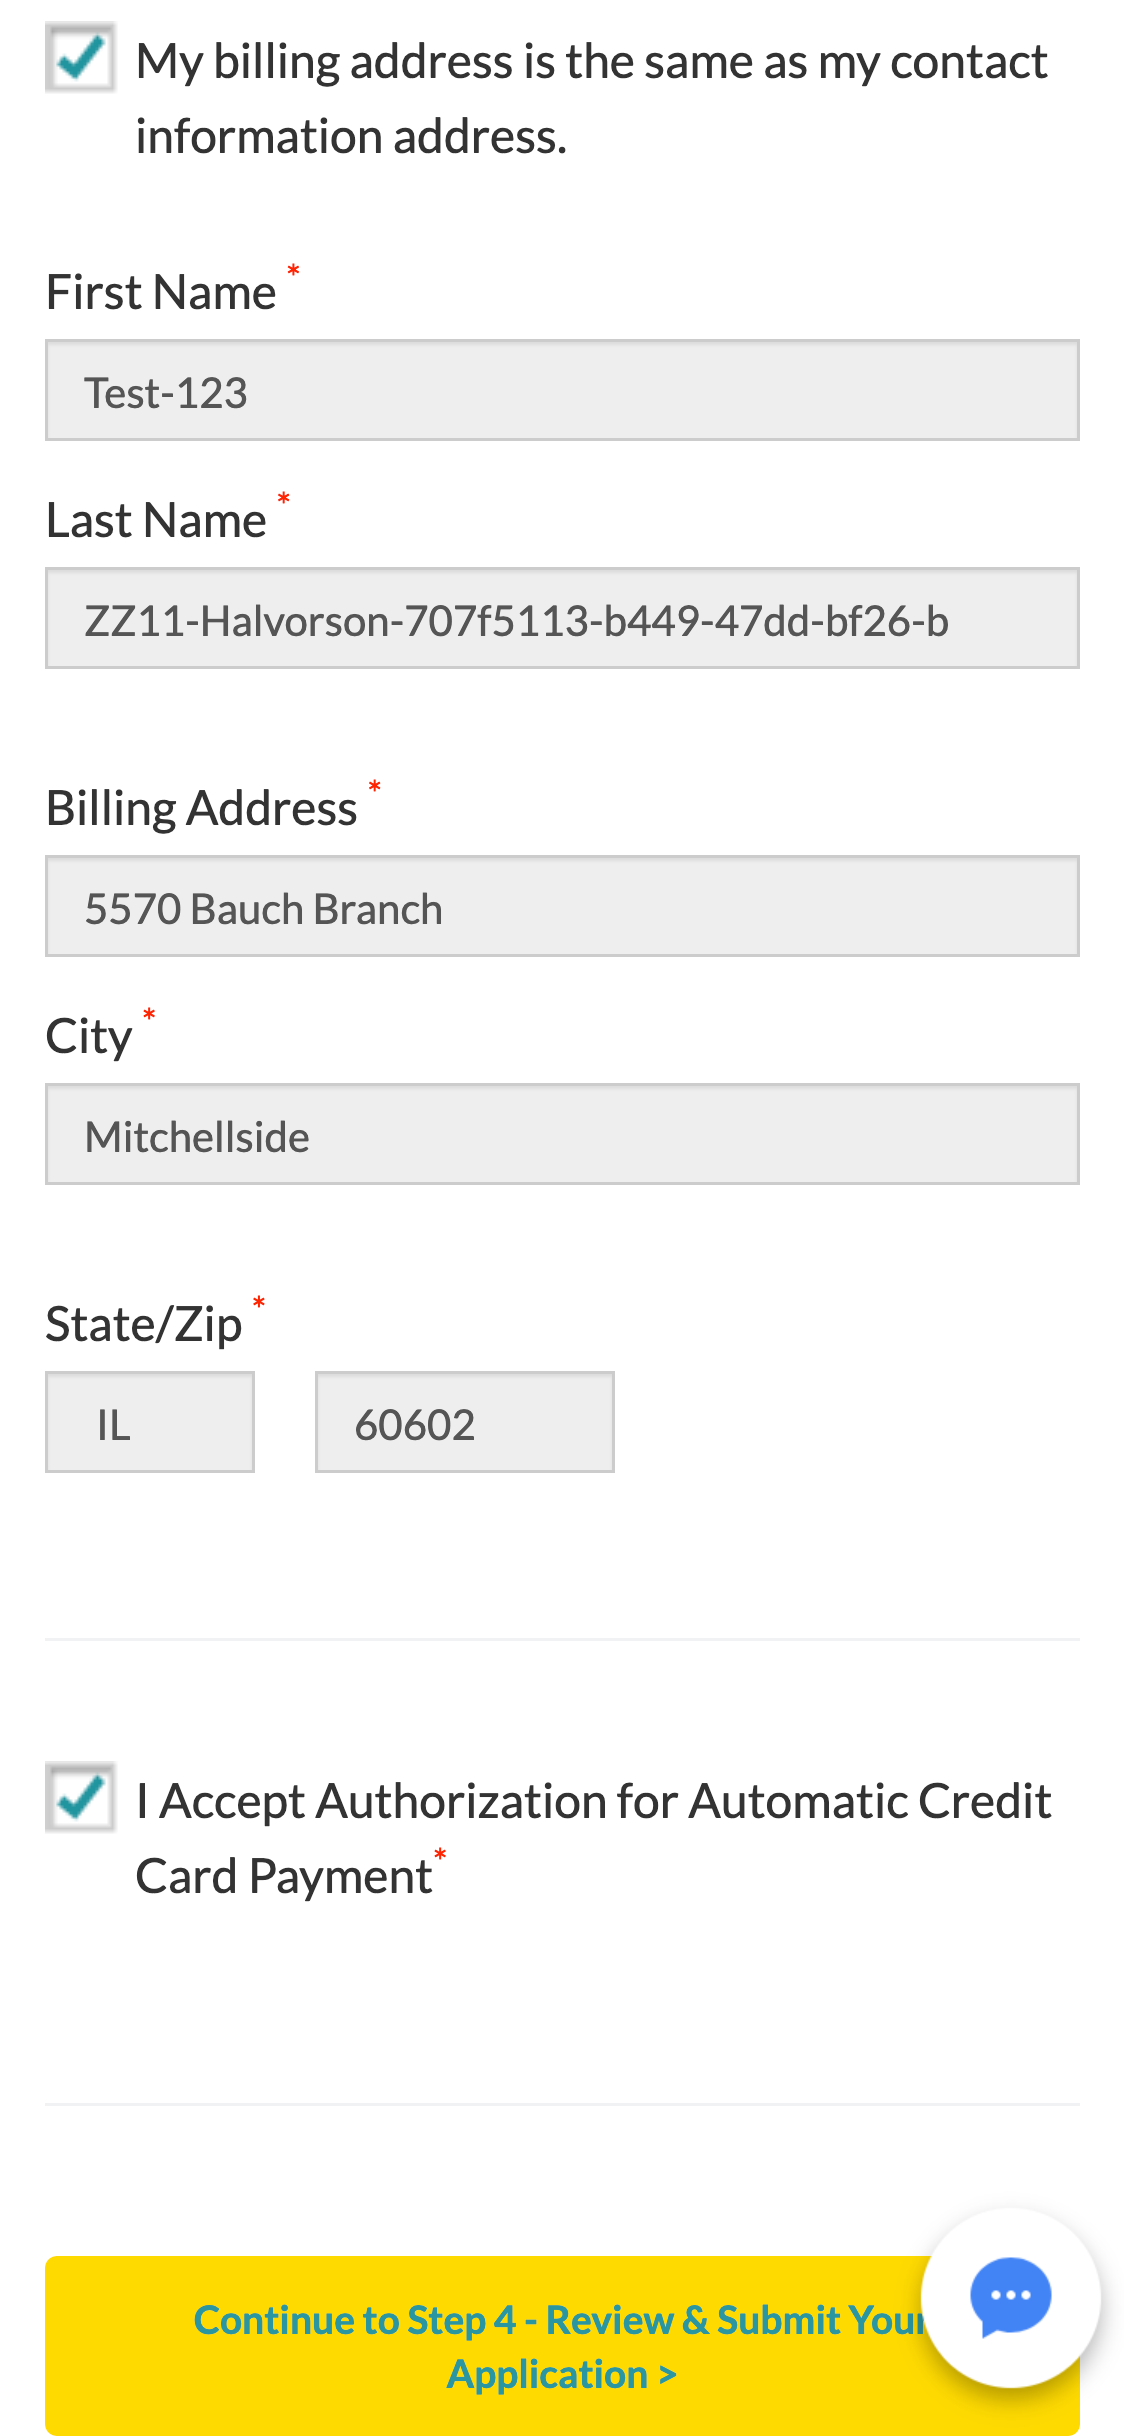 My billing address is the same as my contact
information address.
First Name *
Test-123
Last Name *
ZZ11-Halvorson-707f5113-b449-47dd-bf26-b
Billing Address *
5570 Bauch Branch
City *
Mitchellside
State/Zip *
IL 60602
I Accept Authorization for Automatic Credit
Card Payment*
Continue to Step 4 - Review & Submit Your
Application >